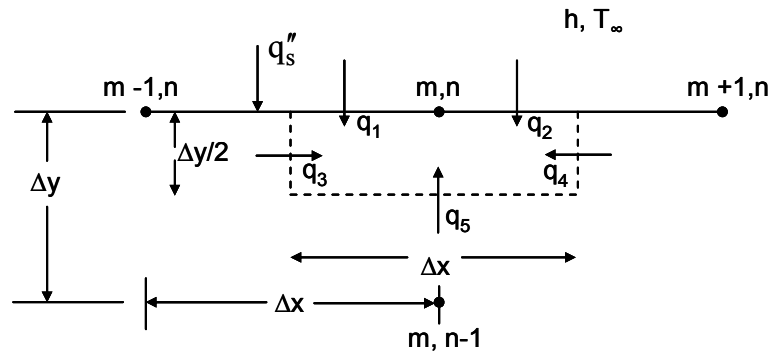 h, T∞
q″s
m -1,n
m,n
m +1,n
q1
q2
Δy/2
q3
q4
Δy
q5
Δx
Δx
m, n-1